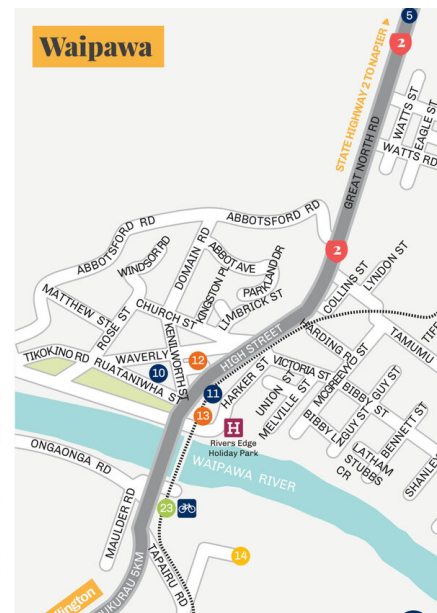 Waipawa
5
STATE HIGHWAY 2 TO NAPIER
2
GREAT NORTH RD
WATTS ST
EAGLE ST
WATTS RD
ABBOTSFORD RD
ABBOTSFORD RD
2
WINDSOR RD
DOMAIN RD
ABBOT AVE
PARKLAND DR
KINGSTON PL
LIMBRICK ST
MATTHEW ST
ROSE ST
CHURCH ST
COLLINS ST
LYNDON ST
TAMUMU
HARDING RD
HIGH STREET
KENILWORTH ST
WAVERLY
12
TIKOKINO RD
RUATANIWHA ST
10
11
13
HARKER ST
VICTORIA ST
UNION ST
MELVILLE ST
MCGREEVY ST
BIBBY ST
BIBBY LN
GUY ST
GUY ST
BENNETT ST
LATHAM
STUBBS
CR
H
Rivers Edge
Holiday Park
WAIPAWA RIVER
ONGAONGA RD
MAULDER RD
23
TAPAIRU RD
14
UKURAU 5KM